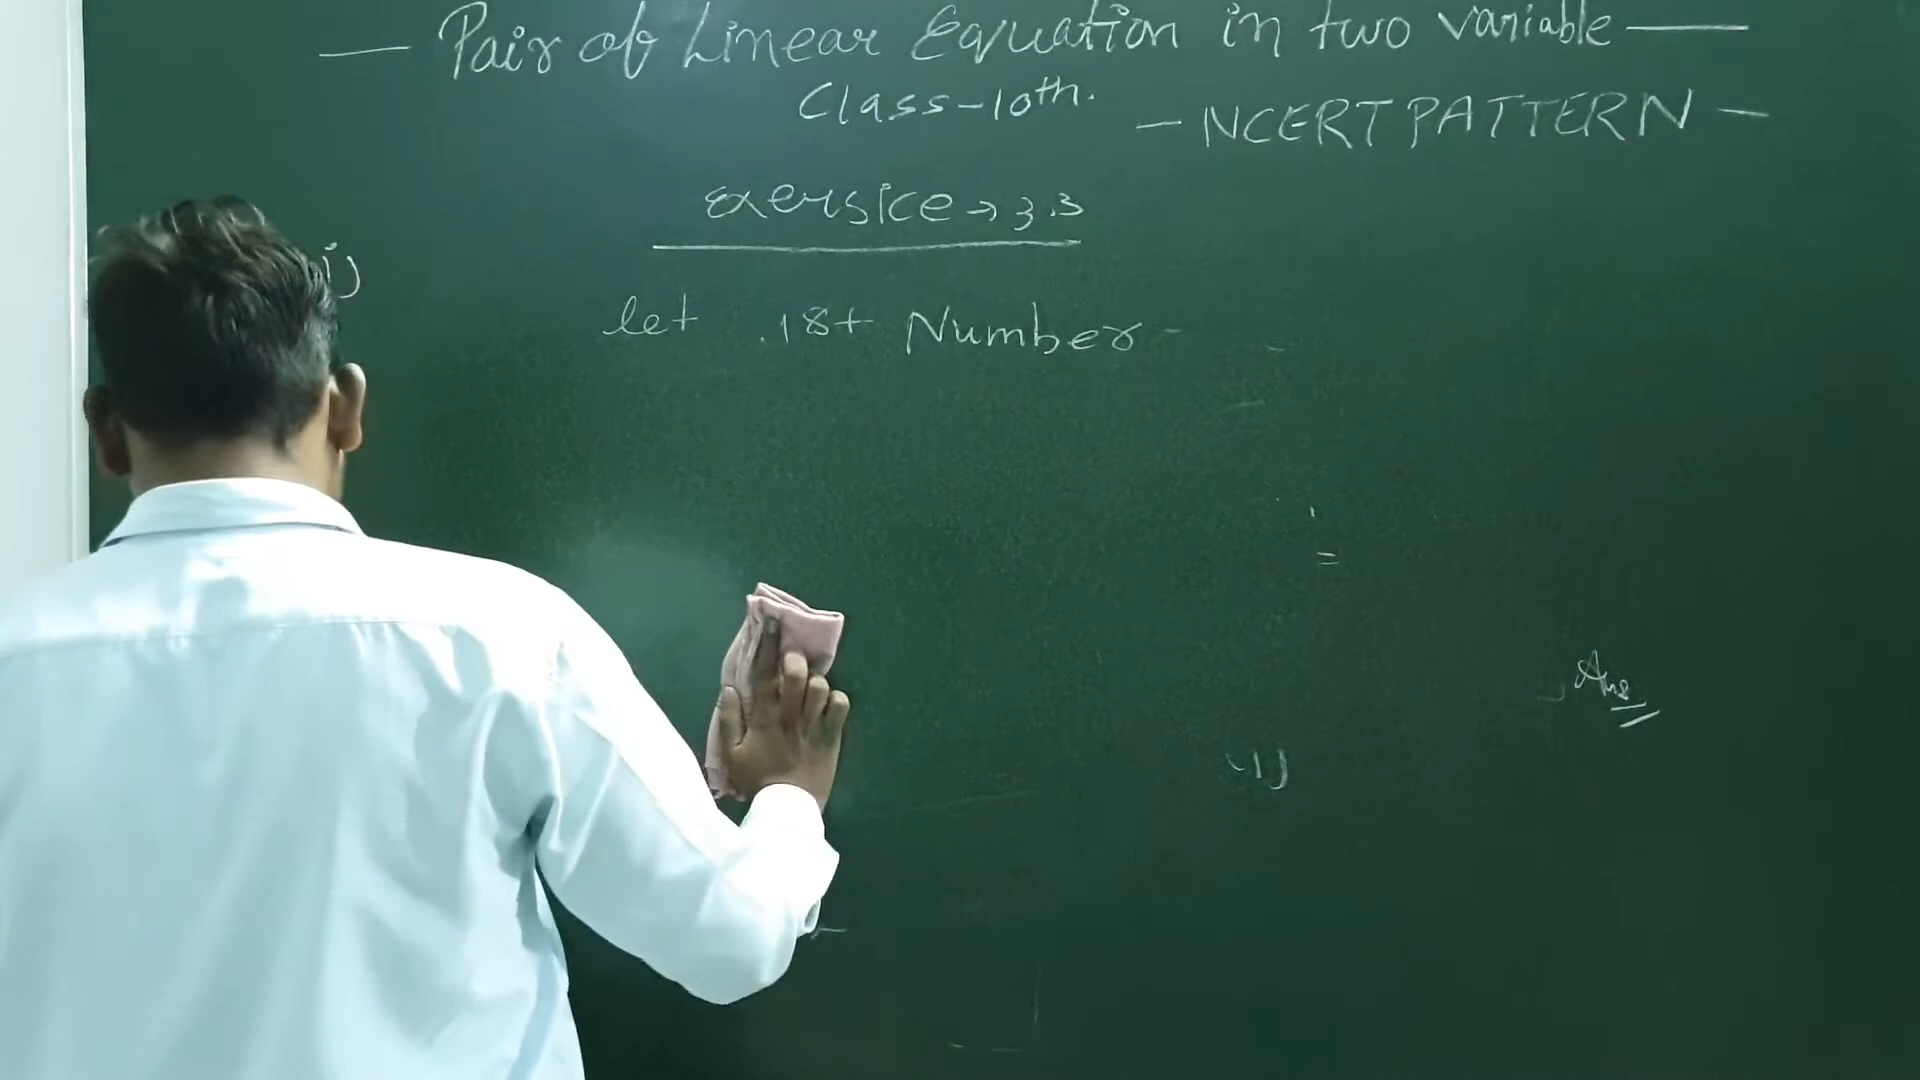 — Pair of Linear Equation in two variable —
Class-10th.
— NCERT PATTERN —
exersice → 3.3
i)
let 1st Number -
=
Ans